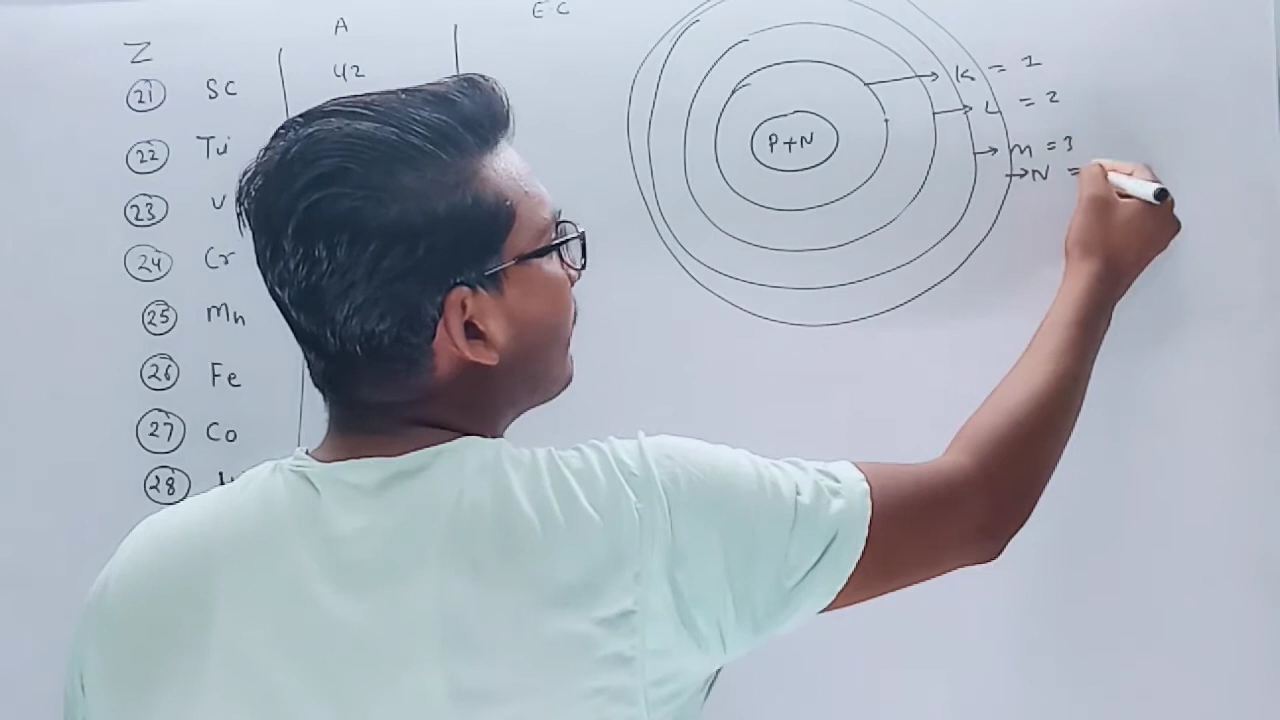 Z A EC
21 SC 42
22 Ti
23 V
24 Cr
25 Mn
26 Fe
27 Co
28
P+N
K = 1
L = 2
M = 3
N =